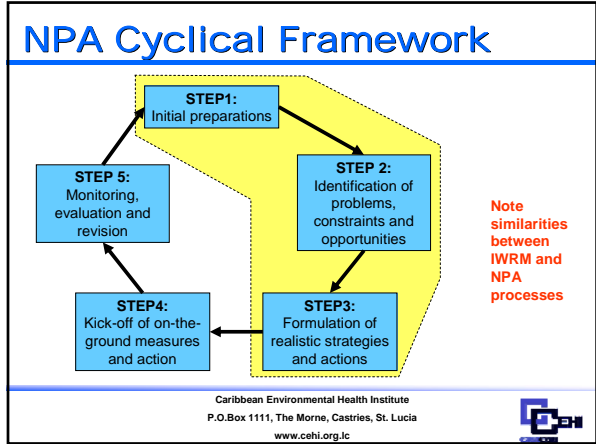 NPA Cyclical Framework
STEP1:
Initial preparations
STEP 2:
Identification of
problems,
constraints and
opportunities
STEP3:
Formulation of
realistic strategies
and actions
STEP4:
Kick-off of on-the-
ground measures
and action
STEP 5:
Monitoring,
evaluation and
revision
Note
similarities
between
IWRM and
NPA
processes
Caribbean Environmental Health Institute
P.O.Box 1111, The Morne, Castries, St. Lucia
www.cehi.org.lc
CEHI